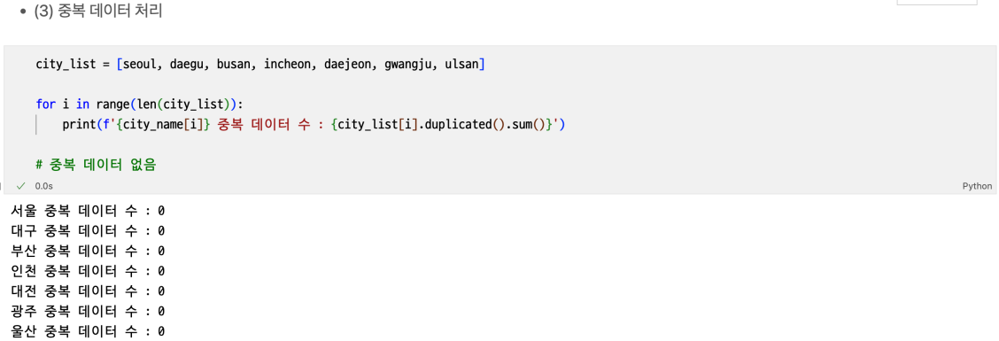 • (3) 중복 데이터 처리
city_list = [seoul, daegu, busan, incheon, daejeon, gwangju, ulsan]
for i in range(len(city_list)):
    print(f'{city_name[i]} 중복 데이터 수 : {city_list[i].duplicated().sum()}')
# 중복 데이터 없음
✓ 0.0s
Python
서울 중복 데이터 수 : 0
대구 중복 데이터 수 : 0
부산 중복 데이터 수 : 0
인천 중복 데이터 수 : 0
대전 중복 데이터 수 : 0
광주 중복 데이터 수 : 0
울산 중복 데이터 수 : 0